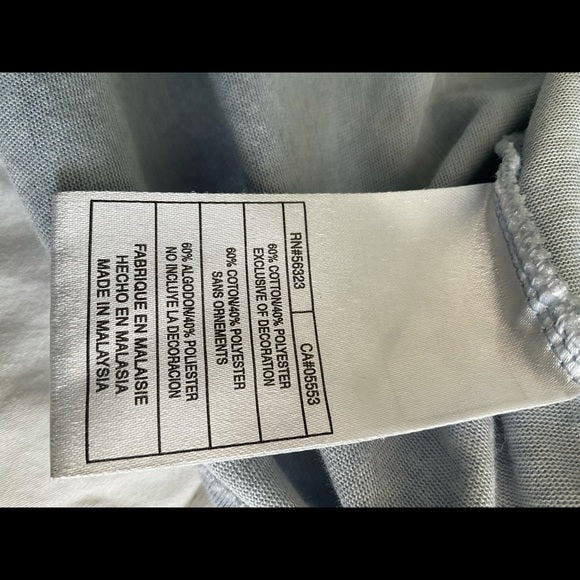 RN#56323 CA#05553
60% COTTON/40% POLYESTER
EXCLUSIVE OF DECORATION
60% COTON/40% POLYESTER
SANS ORNEMENTS
60% ALGODON/40% POLIESTER
NO INCLUYE LA DECORACION
FABRIQUE EN MALAISIE
HECHO EN MALASIA
MADE IN MALAYSIA